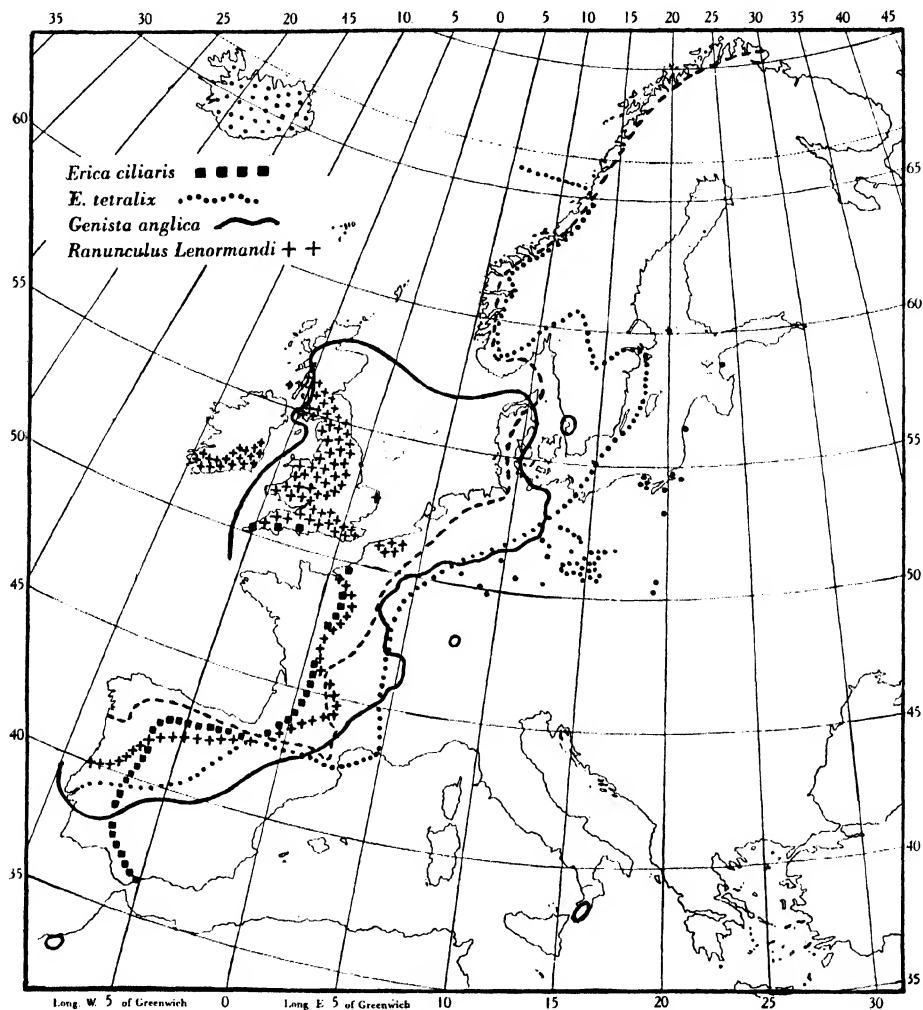 35 30 25 20 15 10 5 0 5 10 15 20 25 30 35 40 45
60
65
Erica ciliaris
E. tetralix
Genista anglica
Ranunculus Lenormandi + +
55
60
50
55
45
50
45
40
40
35
35
Long. W. 5 of Greenwich 0 Long E 5 of Greenwich 10 15 20 25 30